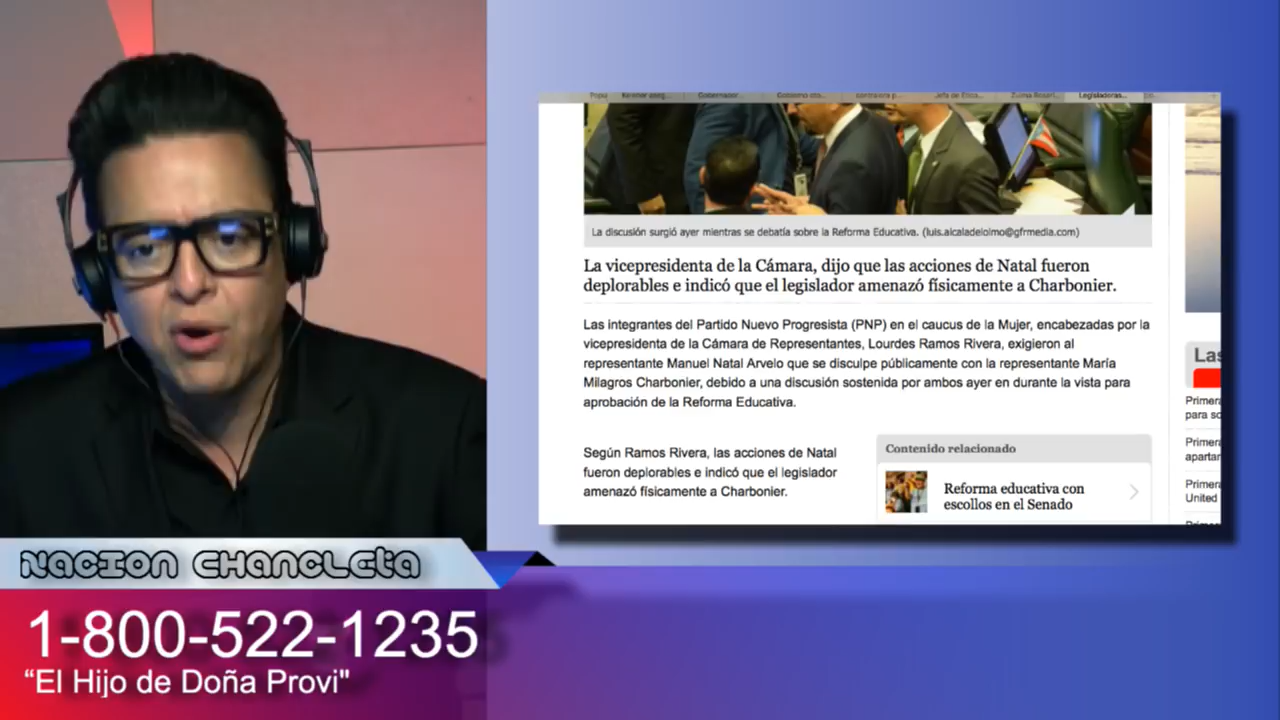 Gobernador...
Legisladoras...
La discusión surgió ayer mientras se debatía sobre la Reforma Educativa. (luis.alcaladelolmo@gfrmedia.com)
La vicepresidenta de la Cámara, dijo que las acciones de Natal fueron
deplorables e indicó que el legislador amenazó físicamente a Charbonier.
Las integrantes del Partido Nuevo Progresista (PNP) en el caucus de la Mujer, encabezadas por la
vicepresidenta de la Cámara de Representantes, Lourdes Ramos Rivera, exigieron al
representante Manuel Natal Arvelo que se disculpe públicamente con la representante María
Milagros Charbonier, debido a una discusión sostenida por ambos ayer en durante la vista para
aprobación de la Reforma Educativa.
Según Ramos Rivera, las acciones de Natal
fueron deplorables e indicó que el legislador
amenazó físicamente a Charbonier.
Contenido relacionado
Reforma educativa con
escollos en el Senado
Las
Primera
para so
Primera
apartan
Primera
United
NACION CHANCLETA
1-800-522-1235
“El Hijo de Doña Provi"